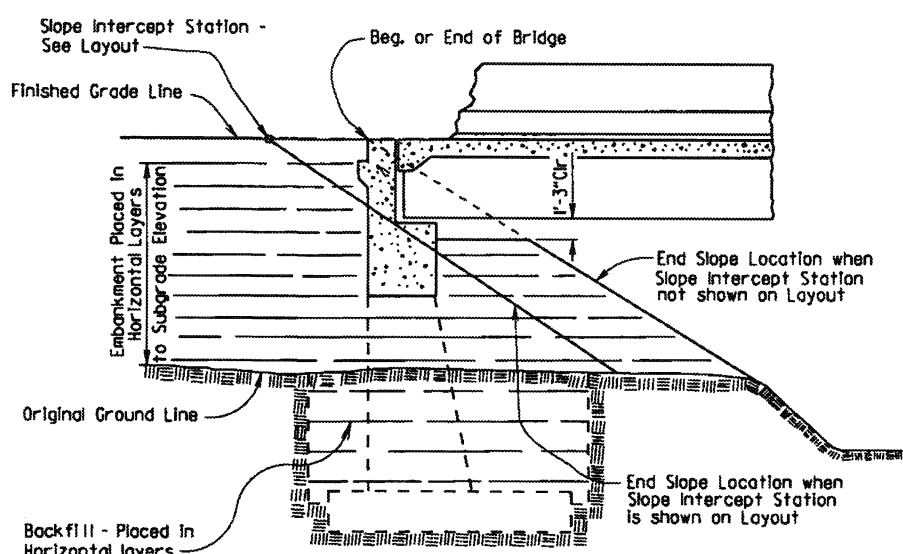 Slope Intercept Station -
See Layout
Beg. or End of Bridge
Finished Grade Line
Embankment Placed in
Horizontal Layers
to Subgrade Elevation
1'-3" Clr
End Slope Location when
Slope Intercept Station
not shown on Layout
Original Ground Line
End Slope Location when
Slope Intercept Station
is shown on Layout
Backfill - Placed in
Horizontal layers